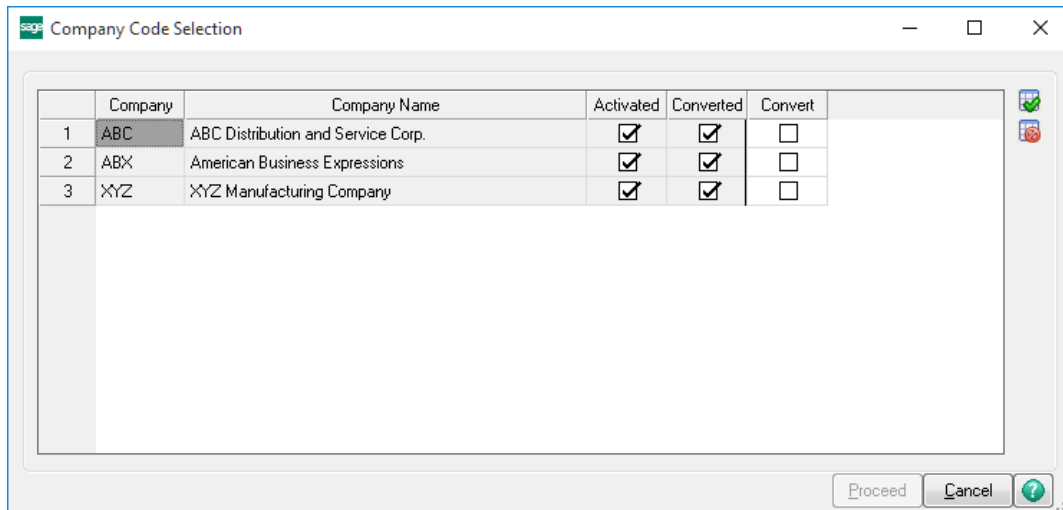 sage Company Code Selection
Company Company Name Activated Converted Convert
1 ABC ABC Distribution and Service Corp.
2 ABX American Business Expressions
3 XYZ XYZ Manufacturing Company
Proceed Cancel ?